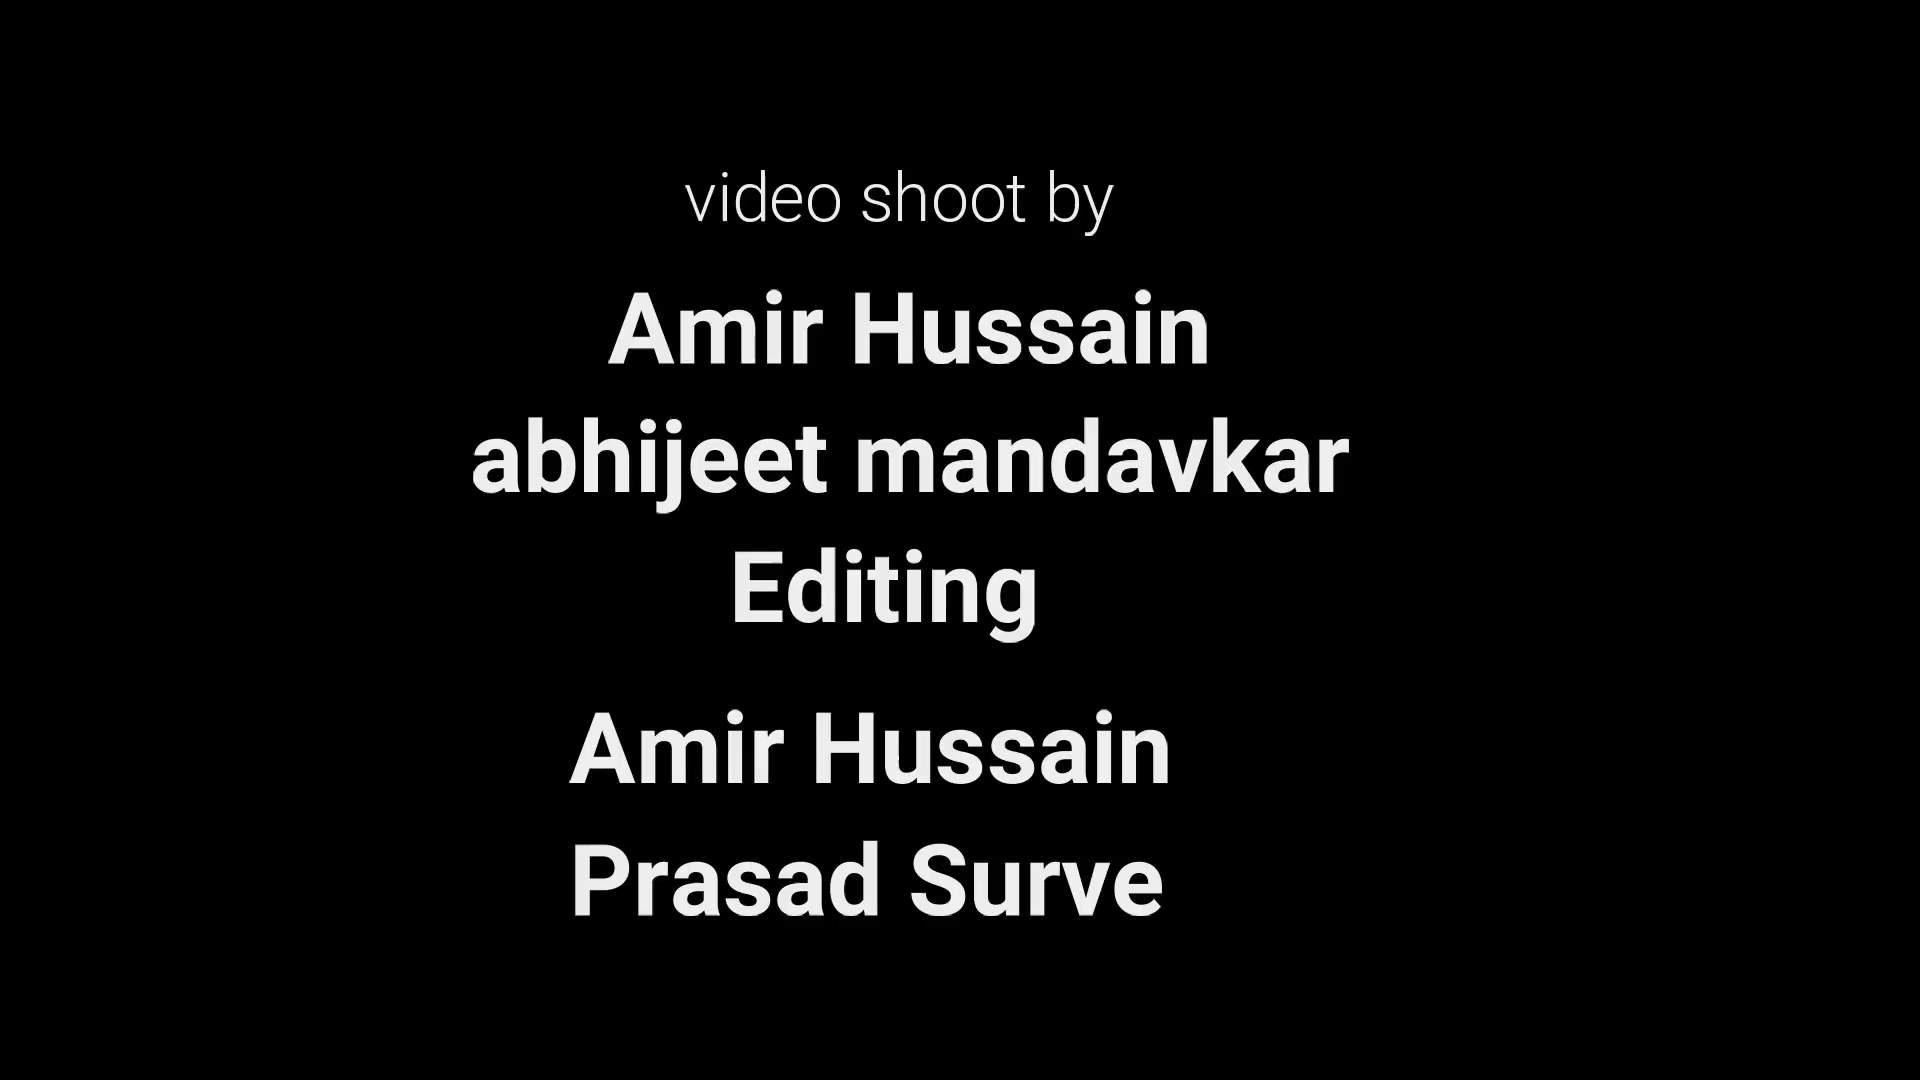 video shoot by
Amir Hussain
abhijeet mandavkar
Editing
Amir Hussain
Prasad Surve